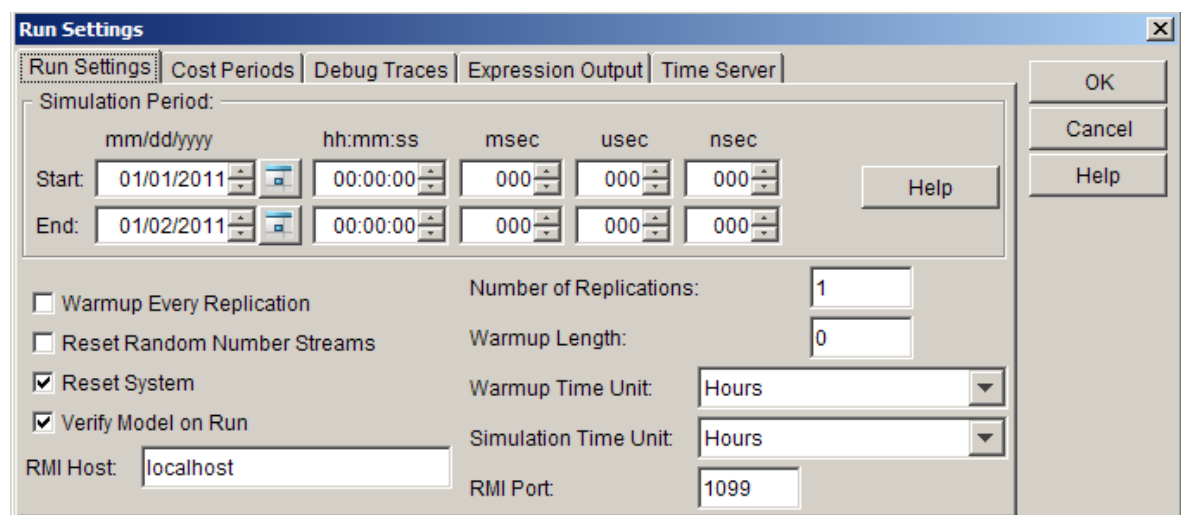 Run Settings
Run Settings Cost Periods Debug Traces Expression Output Time Server
OK
Cancel
Help
Simulation Period:
mm/dd/yyyy hh:mm:ss msec usec nsec
Start: 01/01/2011 00:00:00 000 000 000
End: 01/02/2011 00:00:00 000 000 000
Help
Warmup Every Replication
Reset Random Number Streams
Reset System
Verify Model on Run
RMI Host: localhost
Number of Replications: 1
Warmup Length: 0
Warmup Time Unit: Hours
Simulation Time Unit: Hours
RMI Port: 1099